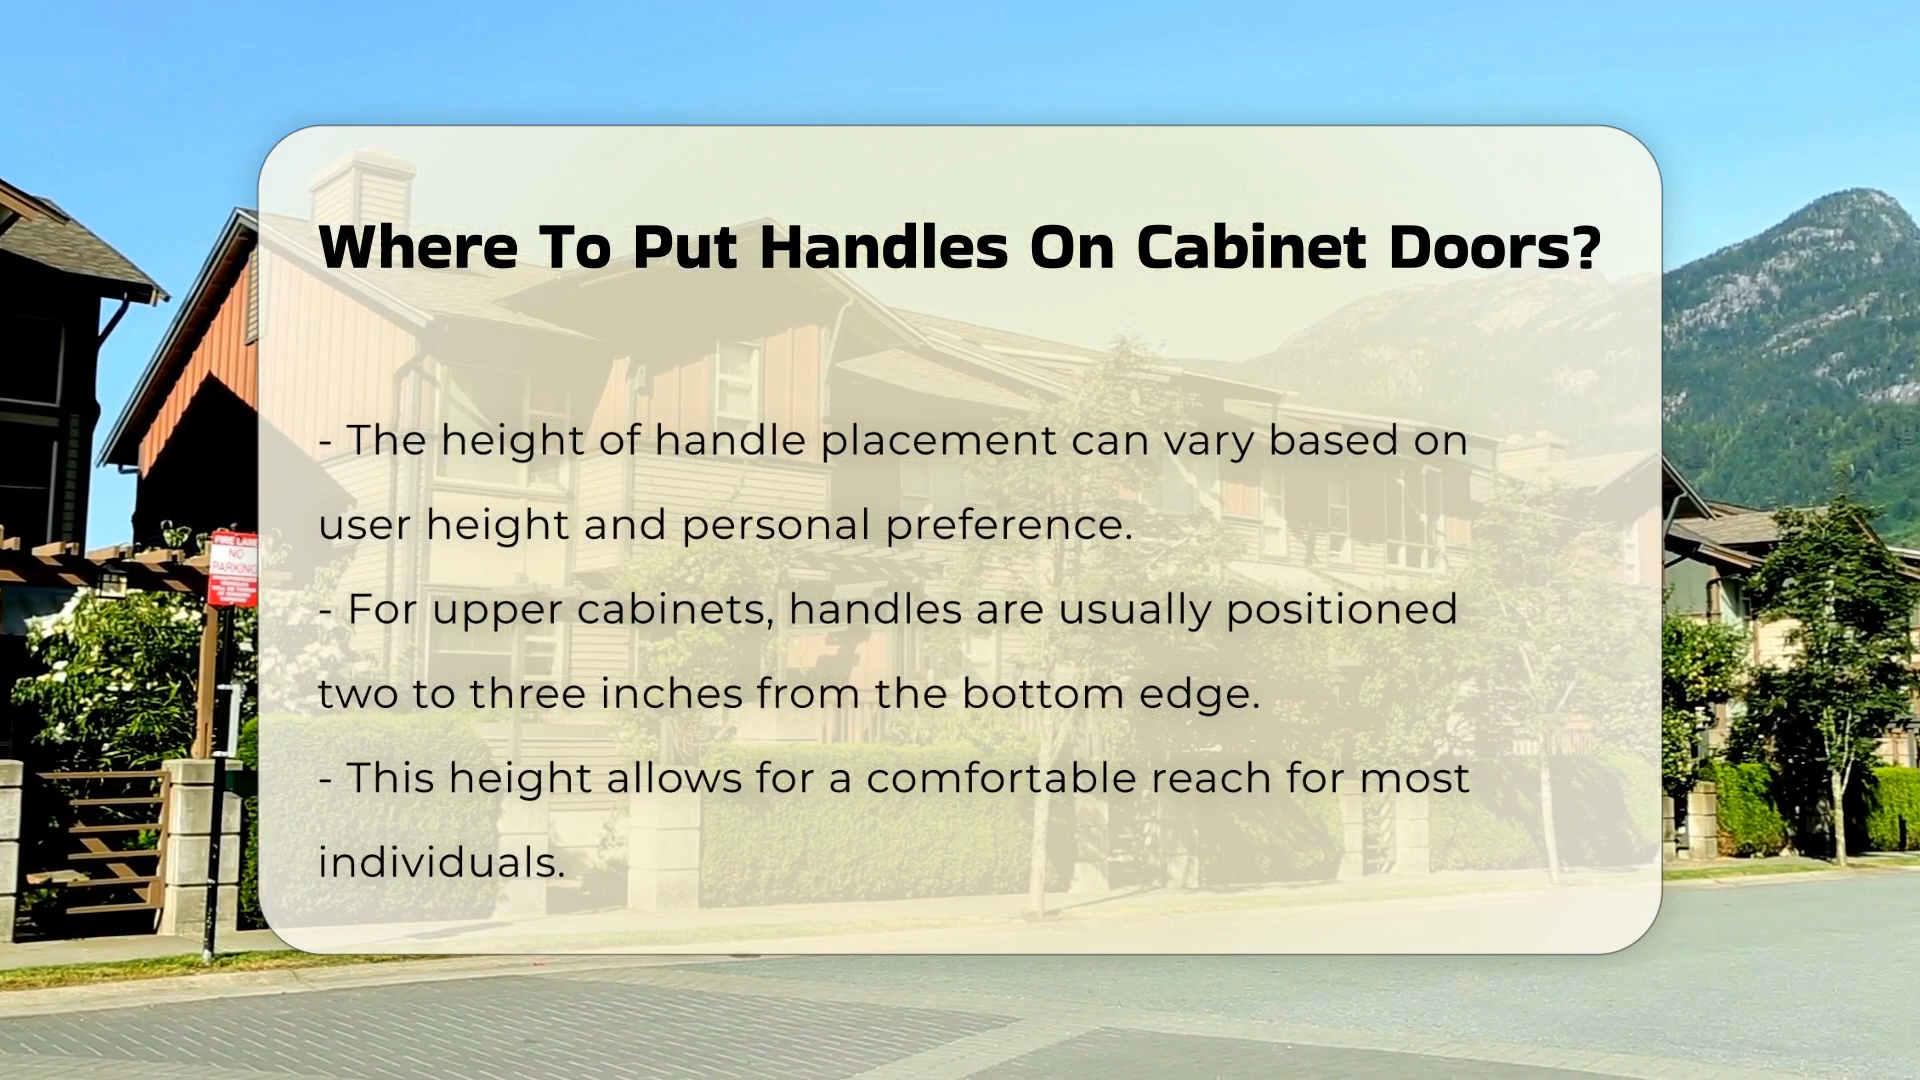 Where To Put Handles On Cabinet Doors?
- The height of handle placement can vary based on
user height and personal preference.
- For upper cabinets, handles are usually positioned
two to three inches from the bottom edge.
- This height allows for a comfortable reach for most
individuals.
FIRE LANE
NO
PARKING